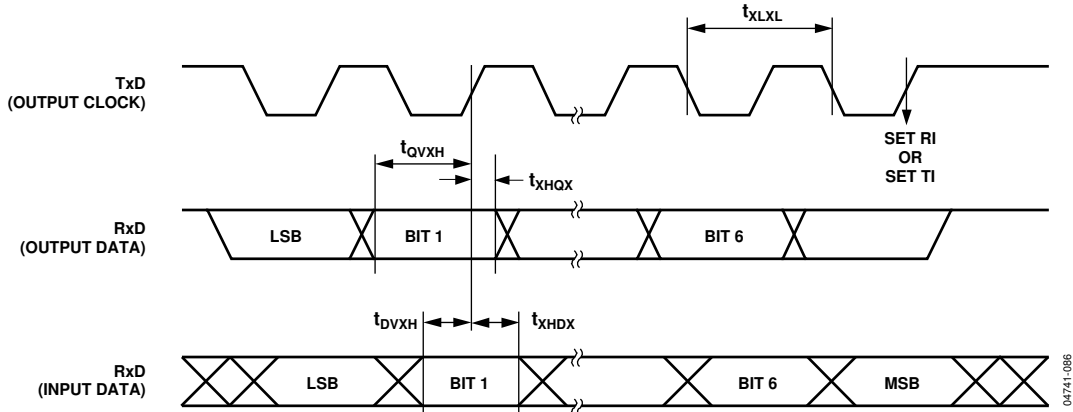 tXLXL
TxD
(OUTPUT CLOCK)
SET RI
OR
SET TI
tQVXH
tXHQX
RxD
(OUTPUT DATA)
LSB
BIT 1
BIT 6
tDVXH
tXHDX
RxD
(INPUT DATA)
LSB
BIT 1
BIT 6
MSB
04741-086